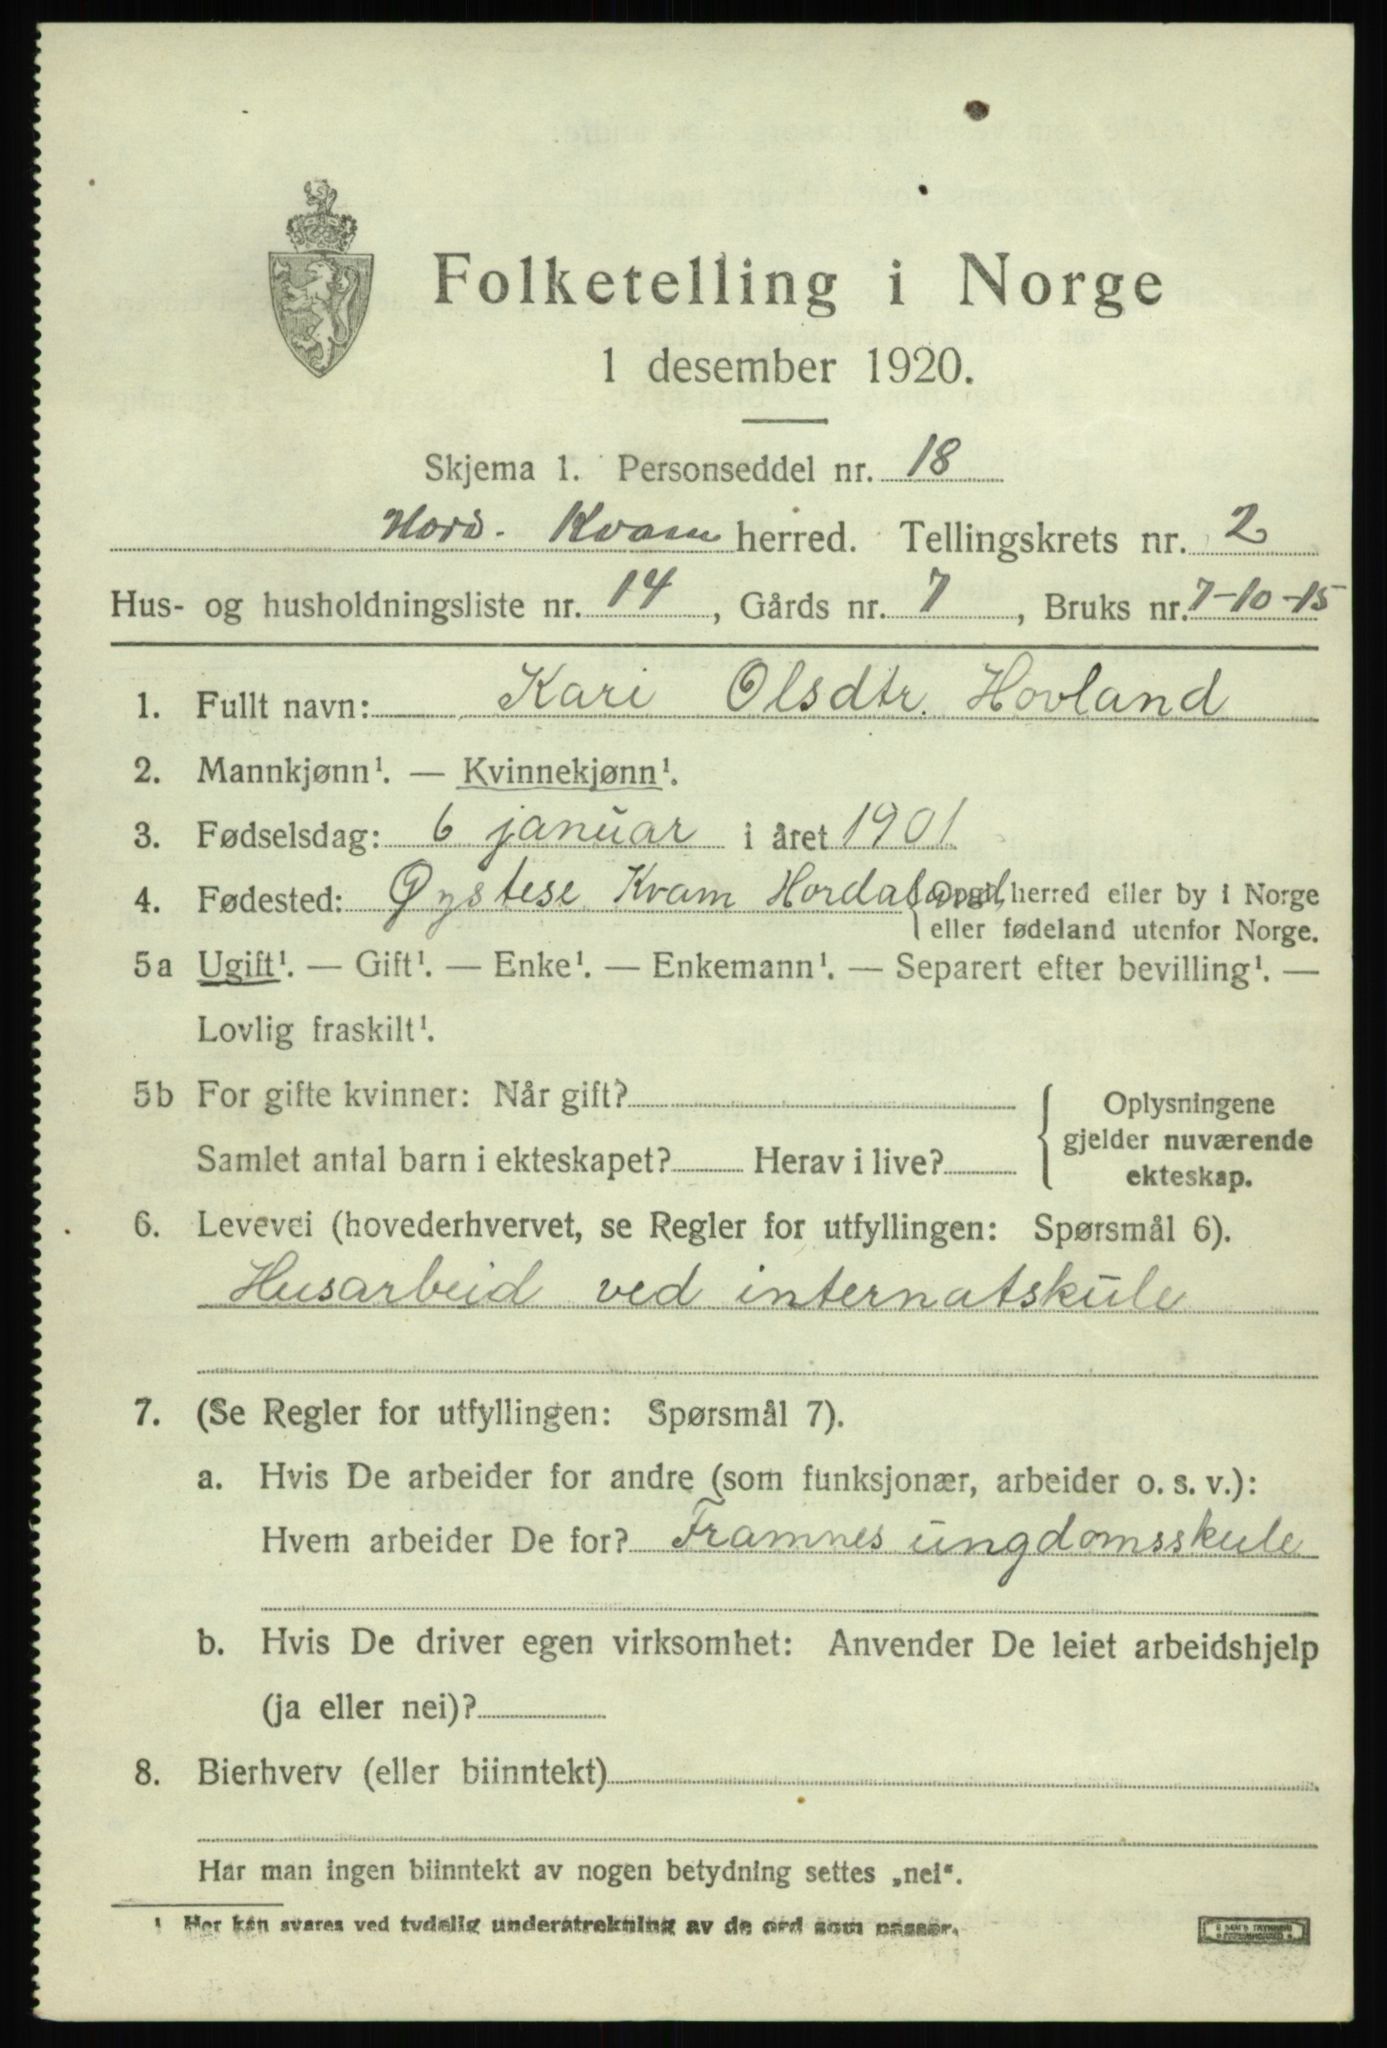 Folketelling i Norge
1 desember 1920.
Skjema 1. Personseddel nr. 18
Hord. Kvam herred. Tellingskrets nr. 2
Hus- og husholdningsliste nr. 14, Gårds nr. 7, Bruks nr. 7-10-15
1. Fullt navn: Kari Olsdtr. Hovland
2. Mannkjønn¹. — Kvinnekjønn¹.
3. Fødselsdag: 6 januar i året 1901.
4. Fødested: Øystese Kvam Hordaland, herred eller by i Norge
eller fødeland utenfor Norge.
5a Ugift¹. — Gift¹. — Enke¹. — Enkemann¹. — Separert efter bevilling¹. —
Lovlig fraskilt¹.
5b For gifte kvinner: Når gift?
Samlet antal barn i ekteskapet? Herav i live?
Oplysningene
gjelder nuværende
ekteskap.
6. Levevei (hovederhvervet, se Regler for utfyllingen: Spørsmål 6).
Husarbeid ved internatskule
7. (Se Regler for utfyllingen: Spørsmål 7).
a. Hvis De arbeider for andre (som funksjonær, arbeider o. s. v.):
Hvem arbeider De for? Framnes ungdomsskule
b. Hvis De driver egen virksomhet: Anvender De leiet arbeidshjelp
(ja eller nei)?
8. Bierhverv (eller biinntekt)
Har man ingen biinntekt av nogen betydning settes „nei“.
¹ Her kan svares ved tydelig understrekning av de ord som passer.